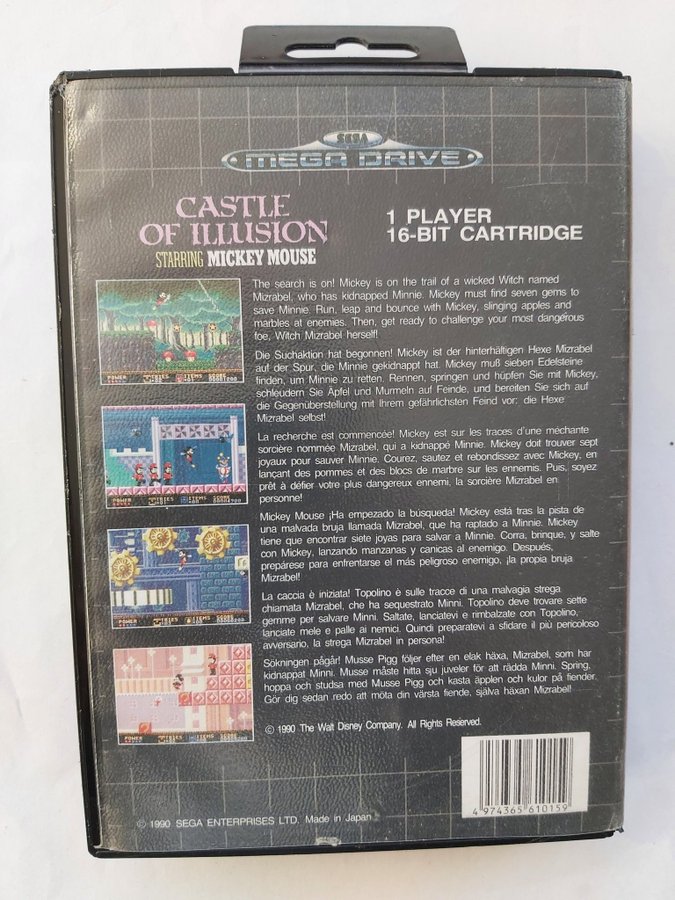 SEGA
MEGA DRIVE
CASTLE
OF ILLUSION
STARRING MICKEY MOUSE
1 PLAYER
16-BIT CARTRIDGE
The search is on! Mickey is on the trail of a wicked Witch named
Mizrabel, who has kidnapped Minnie. Mickey must find seven gems to
save Minnie. Run, leap and bounce with Mickey, slinging apples and
marbles at enemies. Then, get ready to challenge your most dangerous
foe, Witch Mizrabel herself!
Die Suchaktion hat begonnen! Mickey ist der hinterhältigen Hexe Mizrabel
auf der Spur, die Minnie gekidnappt hat. Mickey muß sieben Edelsteine
finden, um Minnie zu retten. Rennen, springen und hüpfen Sie mit Mickey,
schleudern Sie Äpfel und Murmeln auf Feinde, und bereiten Sie sich auf
die Gegenüberstellung mit Ihrem gefährlichsten Feind vor: die Hexe
Mizrabel selbst!
La recherche est commencée! Mickey est sur les traces d'une méchante
sorcière nommée Mizrabel, qui a kidnappé Minnie. Mickey doit trouver sept
joyaux pour sauver Minnie. Courez, sautez et rebondissez avec Mickey, en
lançant des pommes et des blocs de marbre sur les ennemis. Puis, soyez
prêt à défier votre plus dangereux ennemi, la sorcière Mizrabel en
personne!
Mickey Mouse ¡Ha empezado la búsqueda! Mickey está tras la pista de
una malvada bruja llamada Mizrabel, que ha raptado a Minnie. Mickey
tiene que encontrar siete joyas para salvar a Minnie. Corra, brinque, y salte
con Mickey, lanzando manzanas y canicas al enemigo. Después,
prepárese para enfrentarse el más peligroso enemigo, ¡la propia bruja
Mizrabel!
La caccia è iniziata! Topolino è sulle tracce di una malvagia strega
chiamata Mizrabel, che ha sequestrato Minni. Topolino deve trovare sette
gemme per salvare Minni. Saltate, lanciatevi e rimbalzate con Topolino,
lanciate mele e palle ai nemici. Quindi preparatevi a sfidare il più pericoloso
avversano, la strega Mizrabel in persona!
Sökningen pågår! Musse Pigg följer efter en elak häxa, Mizrabel, som har
kidnappat Minni. Musse måste hitta sju juveler för att rädda Minni. Spring,
hoppa och studsa med Musse Pigg och kasta äpplen och kulor på fiender.
Gör dig sedan redo att möta din värsta fiende, själva häxan Mizrabel!
© 1990 The Walt Disney Company. All Rights Reserved.
4 974365 610159
© 1990 SEGA ENTERPRISES LTD. Made in Japan